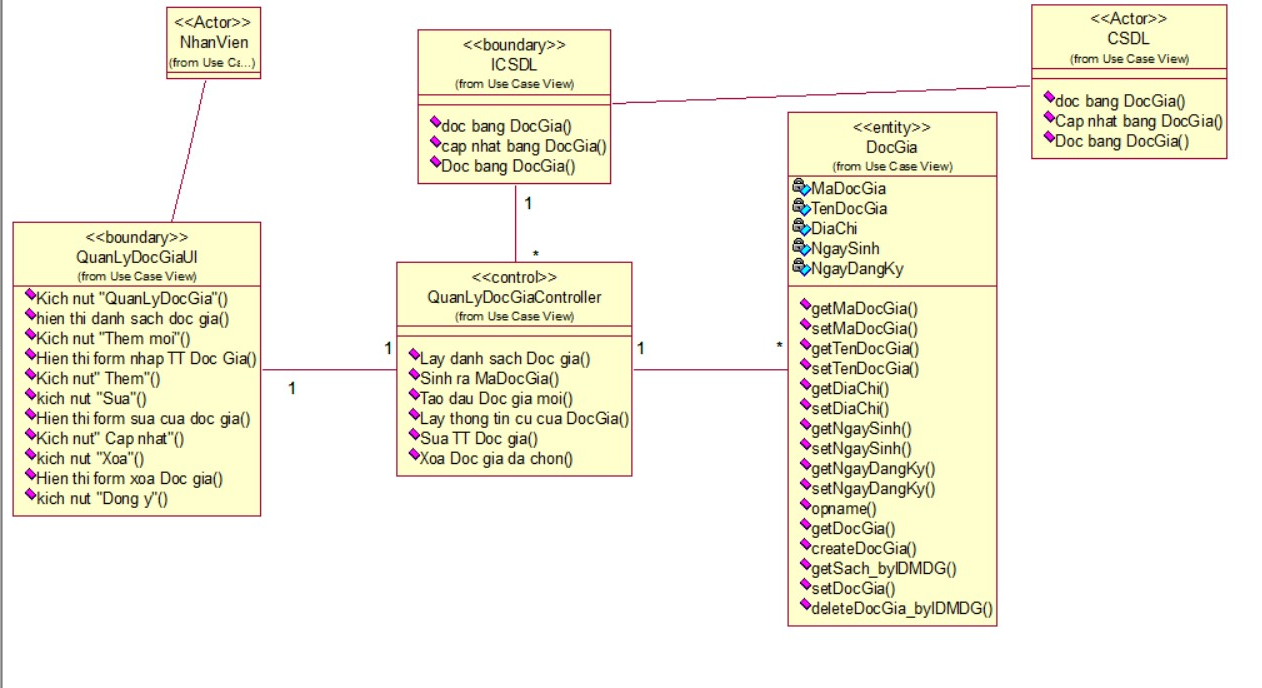 <<Actor>>
NhanVien
(from Use Ca...)
<<boundary>>
ICSDL
(from Use Case View)
doc bang DocGia()
cap nhat bang DocGia()
Doc bang DocGia()
<<Actor>>
CSDL
(from Use Case View)
doc bang DocGia()
Cap nhat bang DocGia()
Doc bang DocGia()
<<boundary>>
QuanLyDocGiaUI
(from Use Case View)
Kich nut "QuanLyDocGia"()
hien thi danh sach doc gia()
Kich nut "Them moi"()
Hien thi form nhap TT Doc Gia()
Kich nut" Them"()
kich nut "Sua"()
Hien thi form sua cua doc gia()
Kich nut" Cap nhat"()
kich nut "Xoa"()
Hien thi form xoa Doc gia()
kich nut "Dong y"()
1
1
1
*
<<control>>
QuanLyDocGiaController
(from Use Case View)
Lay danh sach Doc gia()
Sinh ra MaDocGia()
Tao dau Doc gia moi()
Lay thong tin cu cua DocGia()
Sua TT Doc gia()
Xoa Doc gia da chon()
1
*
<<entity>>
DocGia
(from Use Case View)
MaDocGia
TenDocGia
DiaChi
NgaySinh
NgayDangKy
getMaDocGia()
setMaDocGia()
getTenDocGia()
setTenDocGia()
getDiaChi()
setDiaChi()
getNgaySinh()
setNgaySinh()
getNgayDangKy()
setNgayDangKy()
opname()
getDocGia()
createDocGia()
getSach_byIDMDG()
setDocGia()
deleteDocGia_byIDMDG()